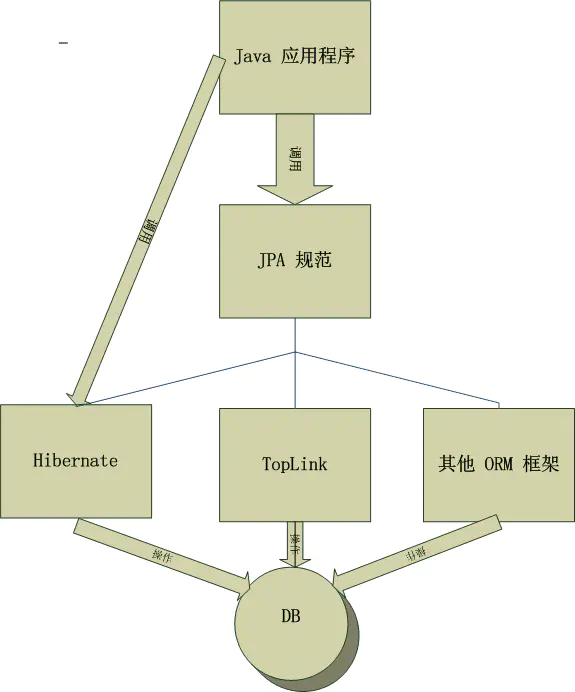 Java 应用程序
调用
调用
JPA 规范
Hibernate
TopLink
其他 ORM 框架
操作
操作
操作
DB